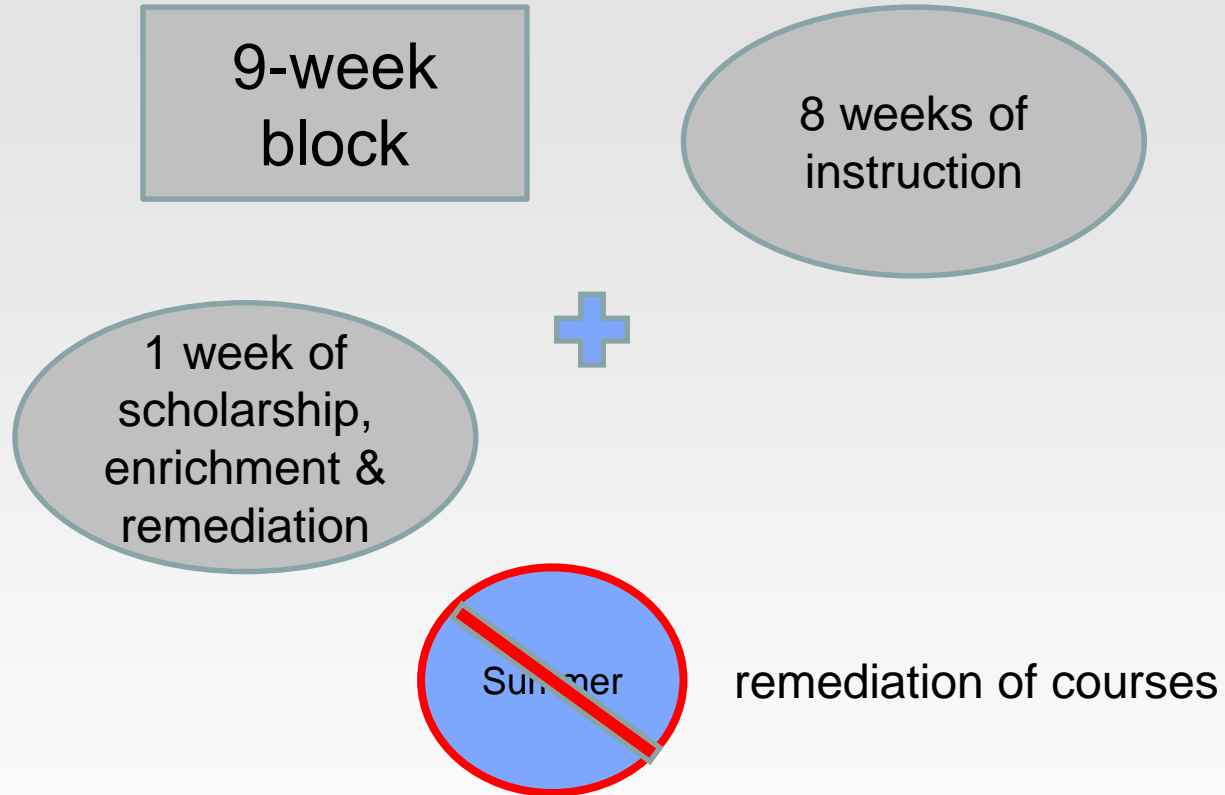 9-week
block
8 weeks of
instruction
1 week of
scholarship,
enrichment &
remediation
Summer
remediation of courses